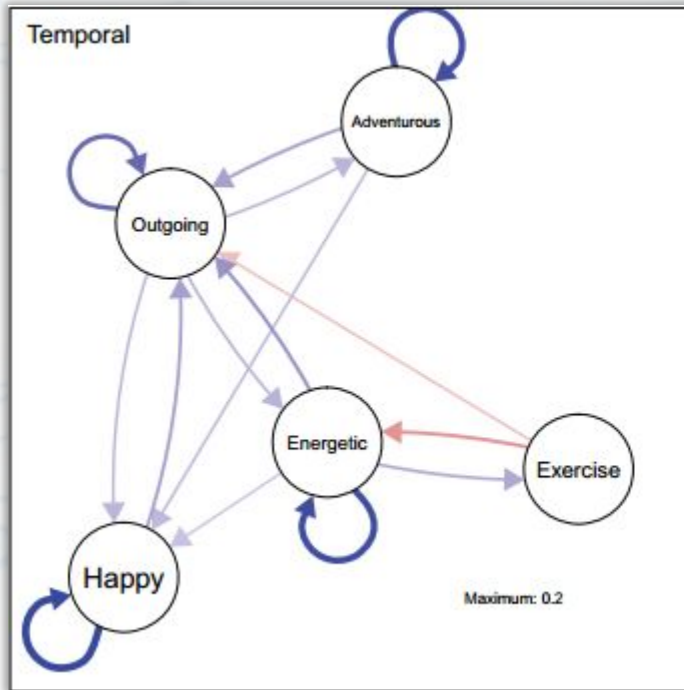 Temporal
Adventurous
Outgoing
Energetic
Exercise
Happy
Maximum: 0.2